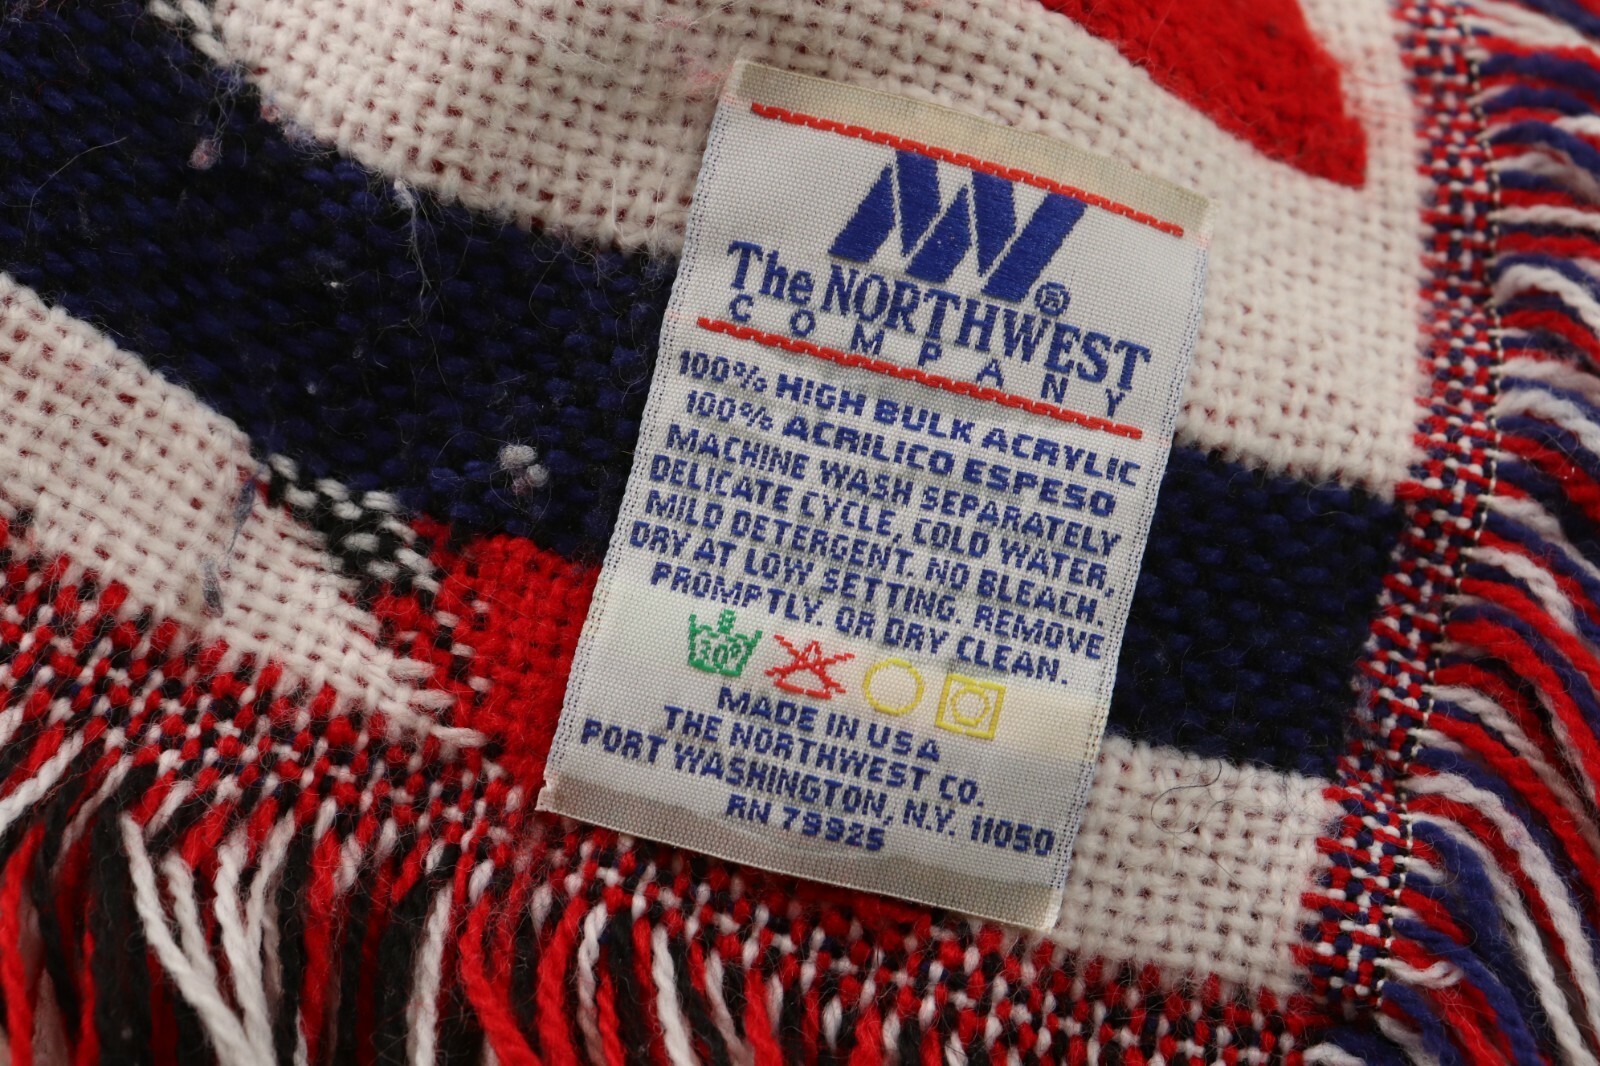 The NORTHWEST®
COMPANY
100% HIGH BULK ACRYLIC
100% ACRILICO ESPESO
MACHINE WASH SEPARATELY
DELICATE CYCLE, COLD WATER,
MILD DETERGENT. NO BLEACH.
DRY AT LOW SETTING. REMOVE
PROMPTLY. OR DRY CLEAN.
30°
MADE IN USA
THE NORTHWEST CO.
PORT WASHINGTON, N.Y. 11050
RN 79925